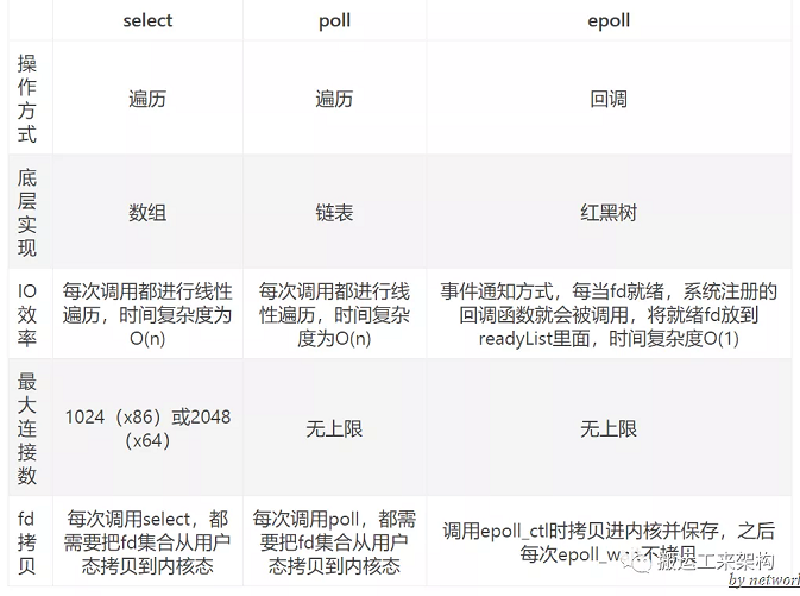 select poll epoll
操作方式 遍历 遍历 回调
底层实现 数组 链表 红黑树
IO效率
每次调用都进行线性
遍历，时间复杂度为
O(n)
每次调用都进行线
性遍历，时间复杂
度为O(n)
事件通知方式，每当fd就绪，系统注册的
回调函数就会被调用，将就绪fd放到
readyList里面，时间复杂度O(1)
最大连接数
1024（x86）或2048
（x64）
无上限
无上限
fd拷贝
每次调用select，都
需要把fd集合从用户
态拷贝到内核态
每次调用poll，都需
要把fd集合从用户
态拷贝到内核态
调用epoll_ctl时拷贝进内核并保存，之后
每次epoll_w 不拷贝
搬运工来架构
by networ